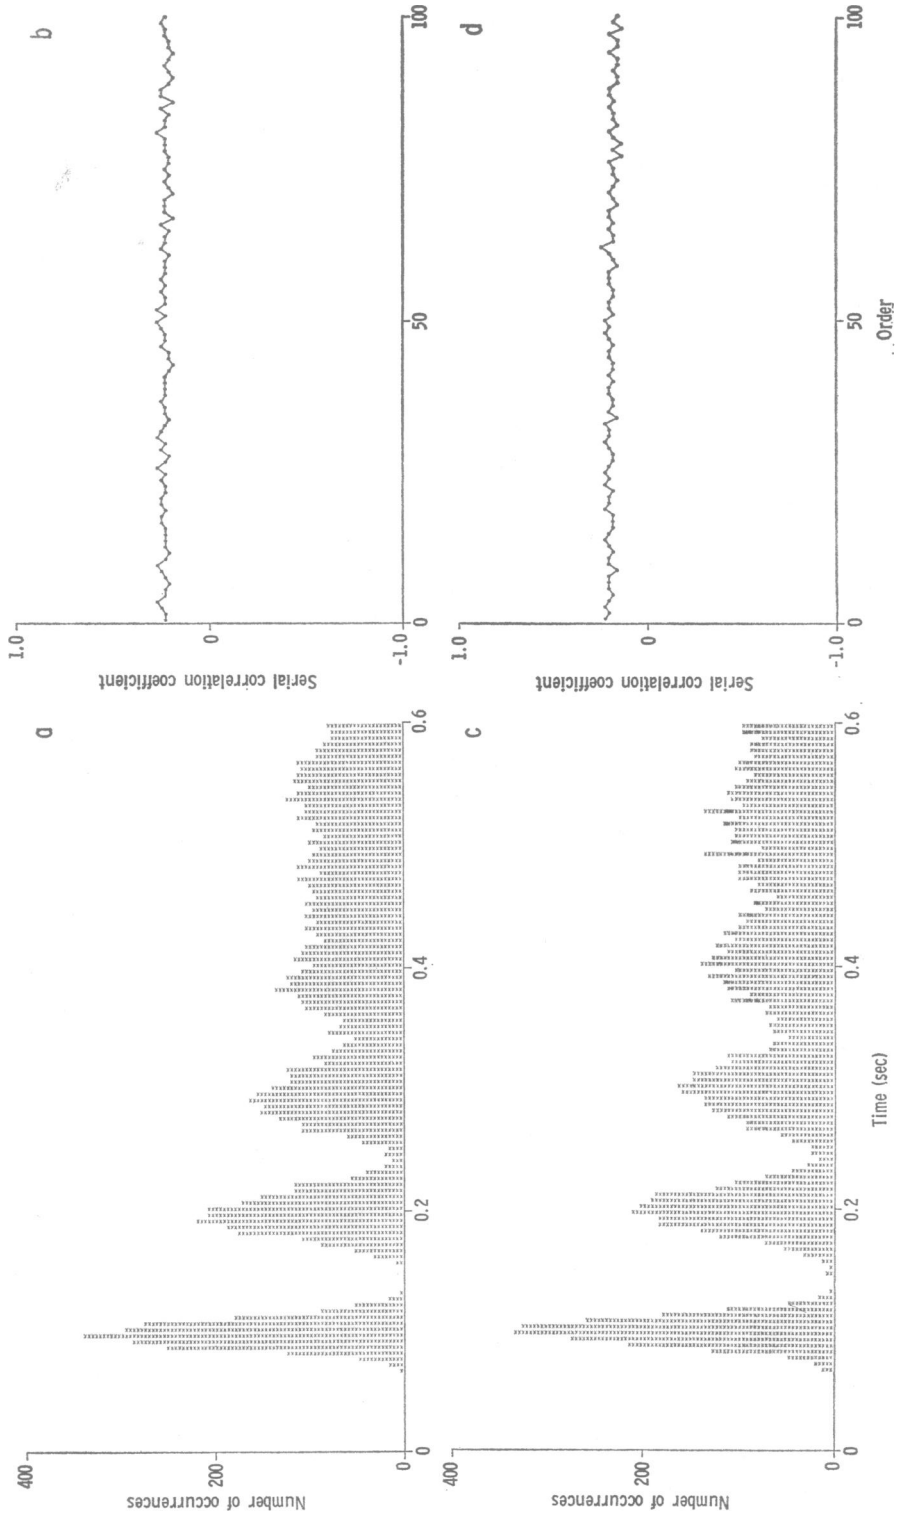 a
400
200
0
Number of occurrences
0
0.2
0.4
0.6
b
1.0
0
-1.0
Serial correlation coefficient
0
50
100
c
400
200
0
Number of occurrences
0
0.2
0.4
0.6
Time (sec)
d
1.0
0
-1.0
Serial correlation coefficient
0
50
100
Order